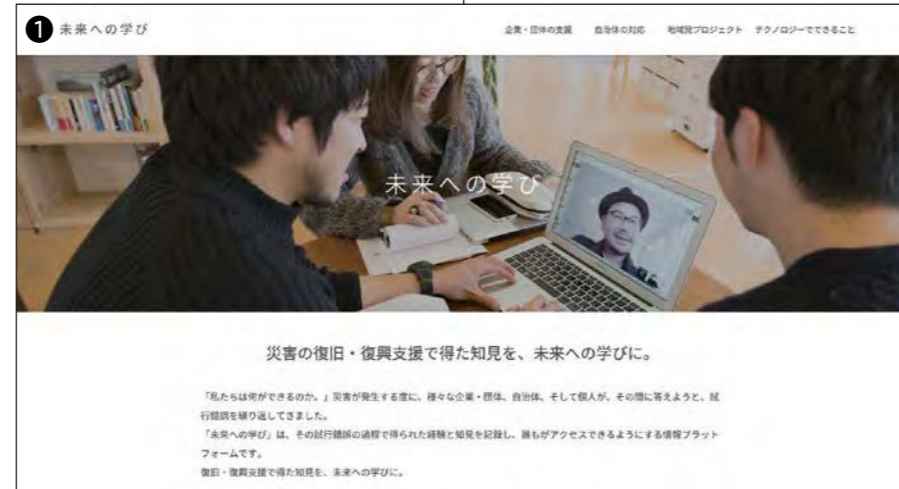 ❶ 未来への学び
企業・団体の支援 自治体の対応 地域発プロジェクト テクノロジーでできること
未来への学び
災害の復旧・復興支援で得た知見を、未来への学びに。
「私たちは何ができるのか。」災害が発生する度に、様々な企業・団体、自治体、そして個人が、その問に答えようと、試
行錯誤を繰り返してきました。
「未来への学び」は、その試行錯誤の過程で得られた経験と知見を記録し、誰もがアクセスできるようにする情報プラット
フォームです。
復旧・復興支援で得た知見を、未来への学びに。